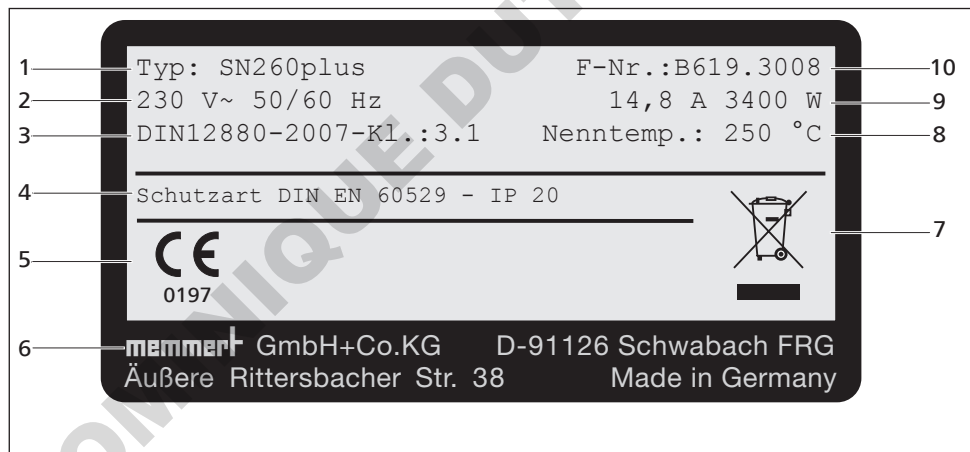 1 Typ: SN260plus F-Nr.:B619.3008 10
2 230 V~ 50/60 Hz 14,8 A 3400 W 9
3 DIN12880-2007-Kl.:3.1 Nenntemp.: 250 °C 8
4 Schutzart DIN EN 60529 - IP 20
7
5 CE
0197
6 memmert GmbH+Co.KG D-91126 Schwabach FRG
Äußere Rittersbacher Str. 38 Made in Germany